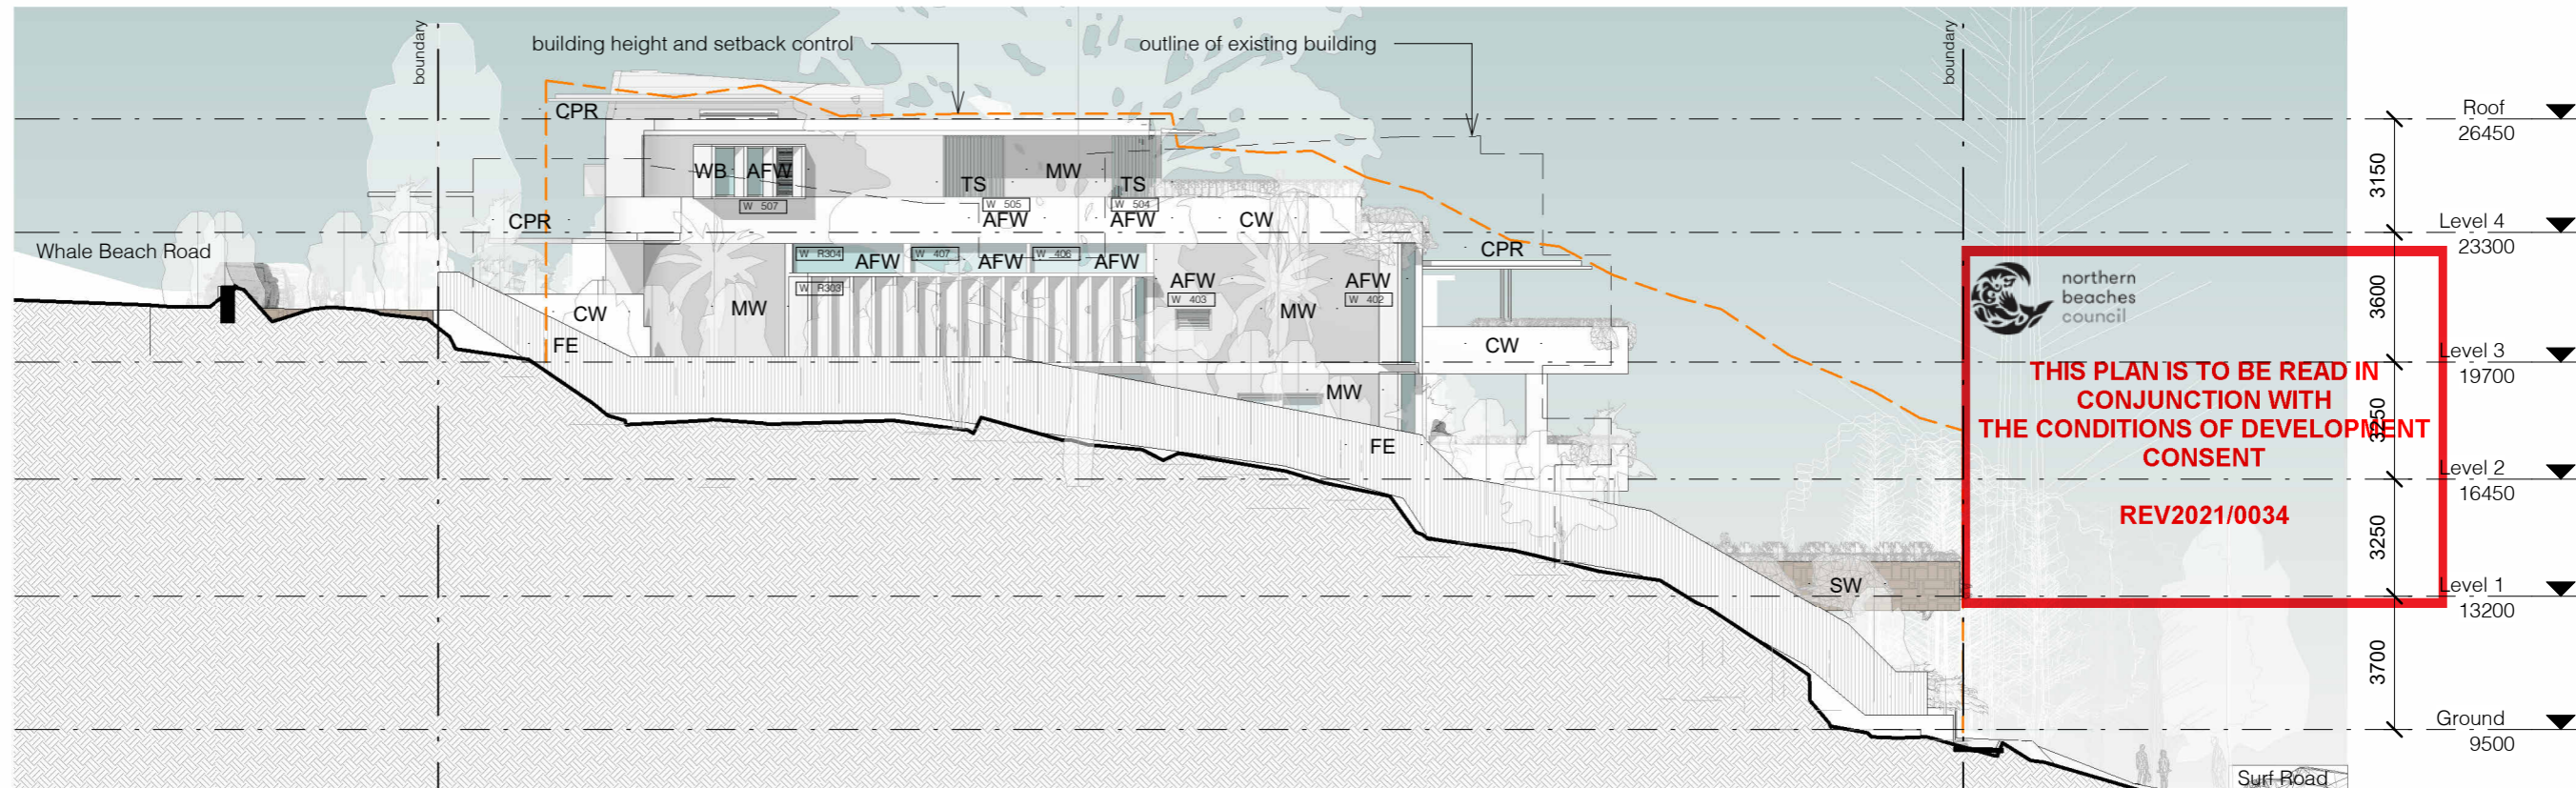 boundary
building height and setback control
outline of existing building
boundary
CPR
Roof
26450
3150
WB AFW
MW
TS
TS
W 507
W 505
W 504
CPR
AFW
AFW
CW
Level 4
23300
Whale Beach Road
W R304
AFW
W 407
AFW
W 406
AFW
CPR
W R303
AFW
W 403
AFW
W 402
3600
CW
MW
MW
FE
CW
Level 3
19700
MW
3250
FE
Level 2
16450
3250
SW
Level 1
13200
3700
Ground
9500
Surf Road
northern
beaches
council
THIS PLAN IS TO BE READ IN
CONJUNCTION WITH
THE CONDITIONS OF DEVELOPMENT
CONSENT
REV2021/0034